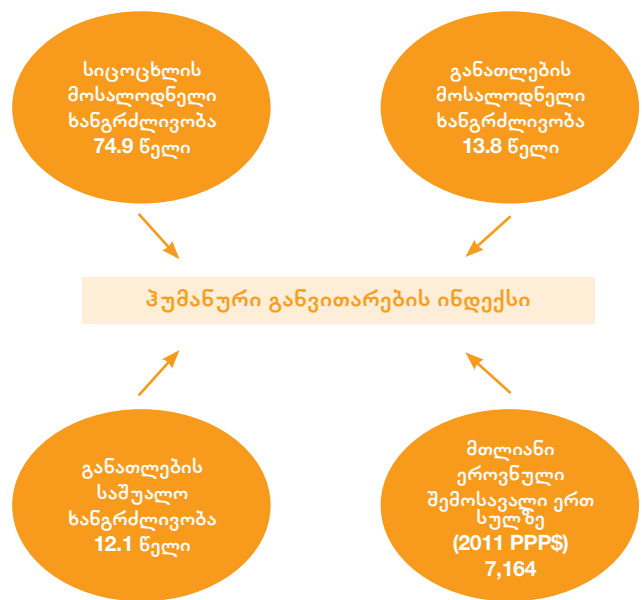 სიცოცხლის
მოსალოდნელი
ხანგრძლივობა
74.9 წელი
განათლების
მოსალოდნელი
ხანგრძლივობა
13.8 წელი
ჰუმანური განვითარების ინდექსი
განათლების
საშუალო
ხანგრძლივობა
12.1 წელი
მთლიანი
ეროვნული
შემოსავალი ერთ
სულზე
(2011 PPP$)
7,164